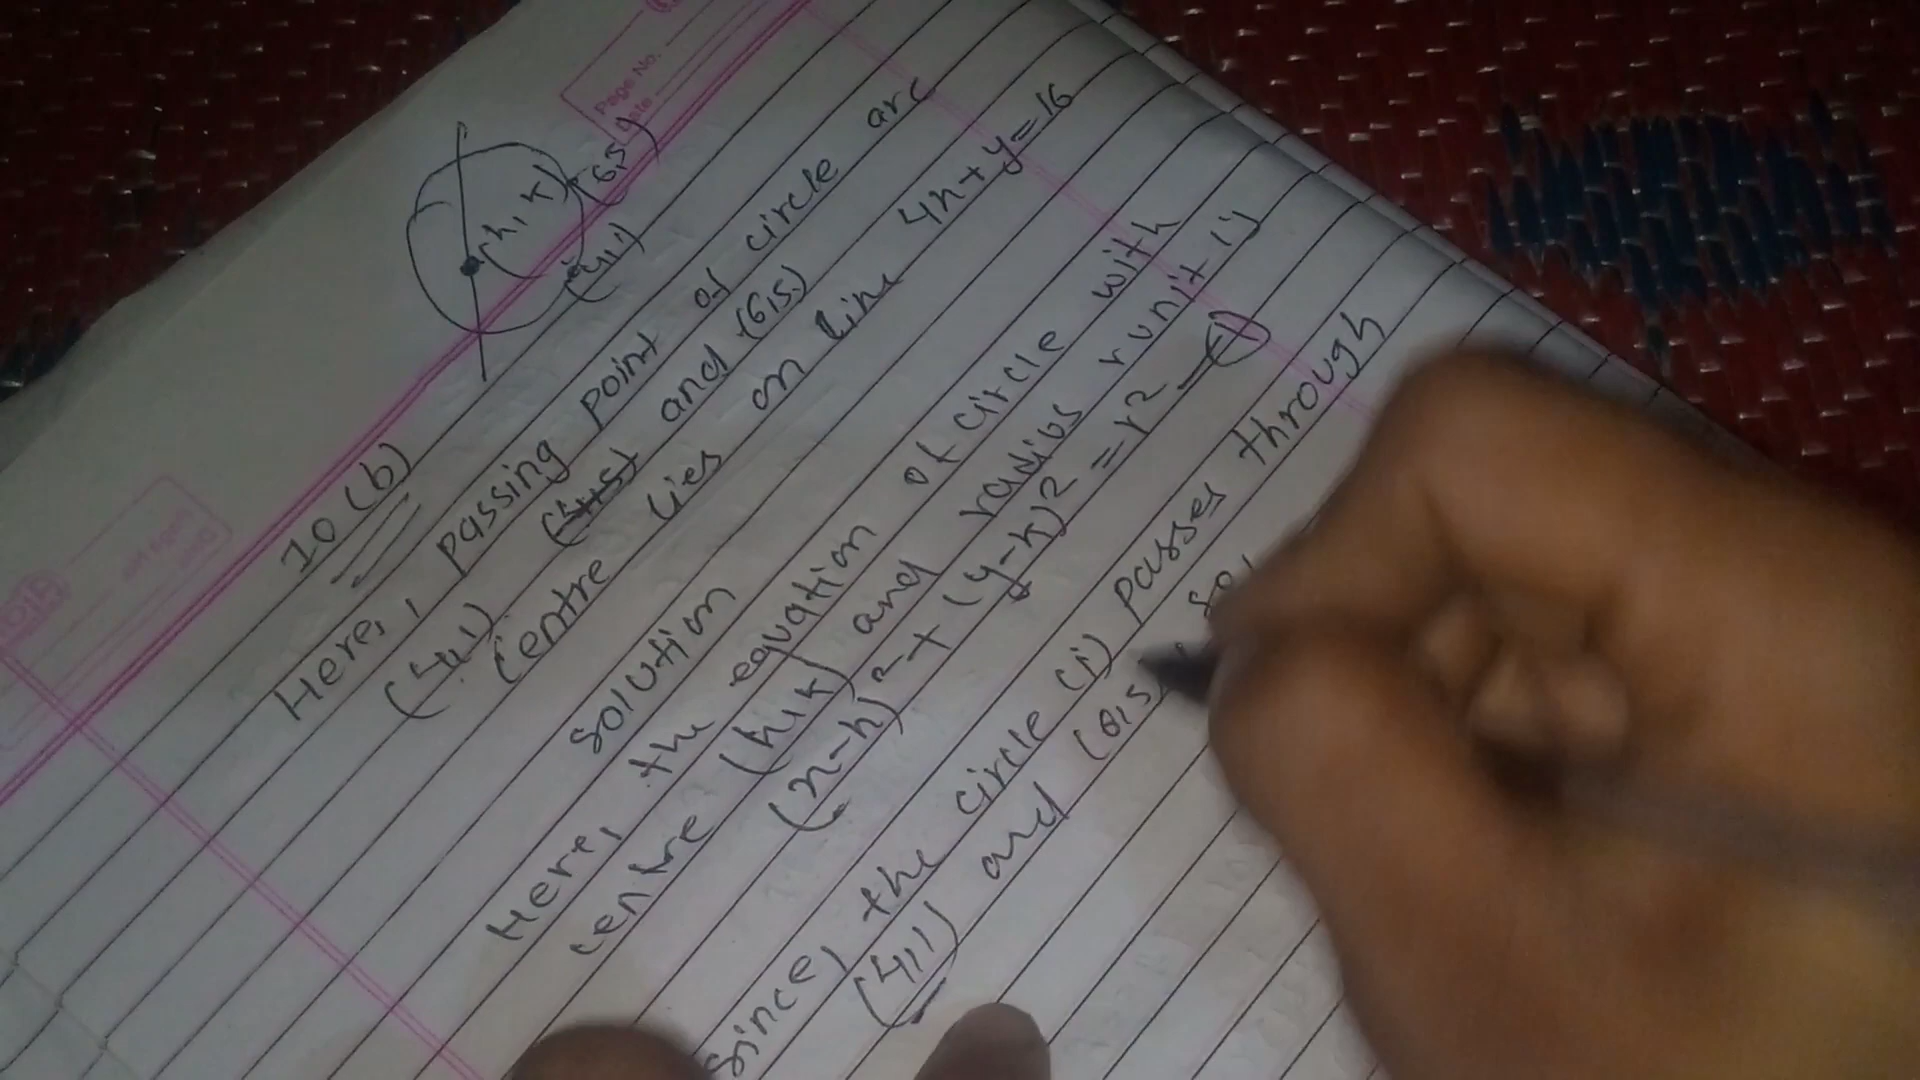 Page No.
Date
(h, k)
(6,5)
(4,1)
10 (b)
Here, passing point of circle are
(4,1) and (6,5)
Centre lies on line 4x + y = 16
Solution
Here, the equation of circle with
centre (h, k) and radius r unit is
(x-h)² + (y-k)² = r² - (i)
Since, the circle (i) passes through
(4,1) and (6,5) so,